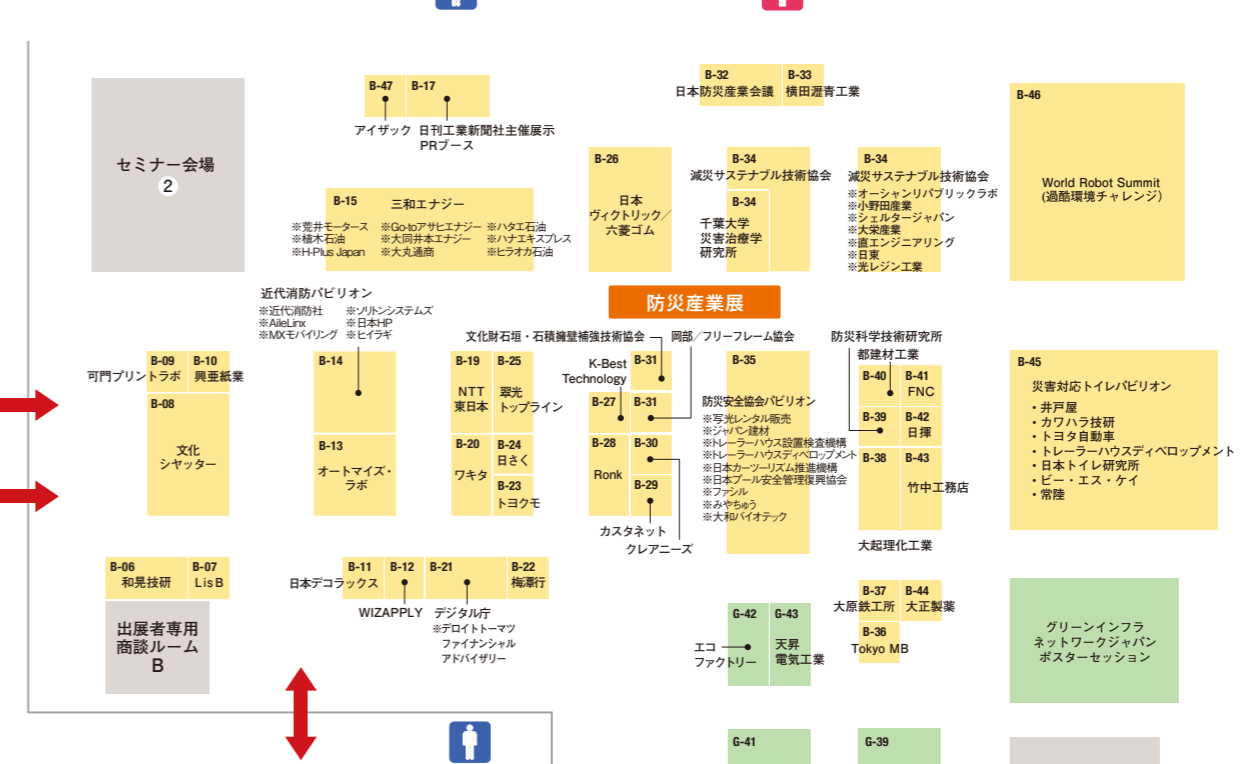 B-47
B-17
アイザック
日刊工業新聞社主催展示
PRブース
B-32
B-33
日本防災産業会議
横田瀝青工業
B-46
World Robot Summit
(過酷環境チャレンジ)
セミナー会場
2
B-15
三和エナジー
※荒井モータース ※Go-toアサヒエナジー ※ハタエ石油
※植木石油 ※大同井本エナジー ※ハナエキスプレス
※H-Plus Japan ※大丸通商 ※ヒラオカ石油
B-26
日本
ヴィクトリック／
六菱ゴム
B-34
減災サステナブル技術協会
B-34
千葉大学
災害治療学
研究所
B-34
減災サステナブル技術協会
※オーシャンリパブリックラボ
※小野田産業
※シェルタージャパン
※大栄産業
※直エンジニアリング
※日東
※光レジン工業
防災産業展
近代消防パビリオン
※近代消防社 ※ソリトンシステムズ
※AileLinx ※日本HP
※MXモバイリング ※ヒイラギ
B-14
B-13
オートマイズ・
ラボ
B-09
B-10
可門プリントラボ
興亜紙業
B-08
文化
シヤッター
B-19
NTT
東日本
B-25
翠光
トップライン
B-20
ワキタ
B-24
日さく
B-23
トヨクモ
文化財石垣・石積擁壁補強技術協会
B-31
K-Best
Technology
B-27
岡部／フリーフレーム協会
B-31
B-28
Ronk
B-30
B-29
カスタネット
クレアニーズ
B-35
防災安全協会パビリオン
※写光レンタル販売
※ジャパン建材
※トレーラーハウス設置検査機構
※トレーラーハウスディベロップメント
※日本カーツーリズム推進機構
※日本プール安全管理復興協会
※ファシル
※みやちゅう
※大和バイオテック
防災科学技術研究所
都建材工業
B-40
B-41
FNC
B-39
B-42
日揮
B-38
B-43
竹中工務店
大起理化工業
B-45
災害対応トイレパビリオン
・井戸屋
・カワハラ技研
・トヨタ自動車
・トレーラーハウスディベロップメント
・日本トイレ研究所
・ビー・エス・ケイ
・常陸
B-06
和晃技研
B-07
LisB
出展者専用
商談ルーム
B
B-11
日本デコラックス
B-12
WIZAPPLY
B-21
デジタル庁
※デロイトトーマツ
ファイナンシャル
アドバイザリー
B-22
梅潭行
G-42
エコ
ファクトリー
G-43
天昇
電気工業
B-37
大原鉄工所
B-44
大正製薬
B-36
Tokyo MB
グリーンインフラ
ネットワークジャパン
ポスターセッション
G-41
G-39